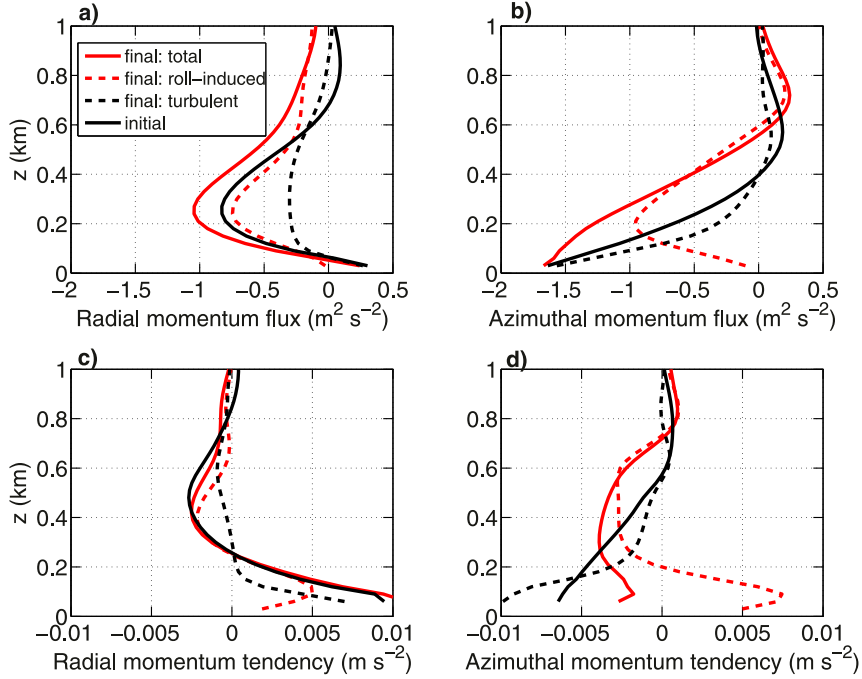 a)
final: total
final: roll−induced
final: turbulent
initial
1
0.8
0.6
0.4
0.2
0
z (km)
−2 −1.5 −1 −0.5 0 0.5
Radial momentum flux (m² s⁻²)
b)
1
0.8
0.6
0.4
0.2
0
−2 −1.5 −1 −0.5 0 0.5
Azimuthal momentum flux (m² s⁻²)
c)
1
0.8
0.6
0.4
0.2
0
z (km)
−0.01 −0.005 0 0.005 0.01
Radial momentum tendency (m s⁻²)
d)
1
0.8
0.6
0.4
0.2
0
−0.01 −0.005 0 0.005 0.01
Azimuthal momentum tendency (m s⁻²)